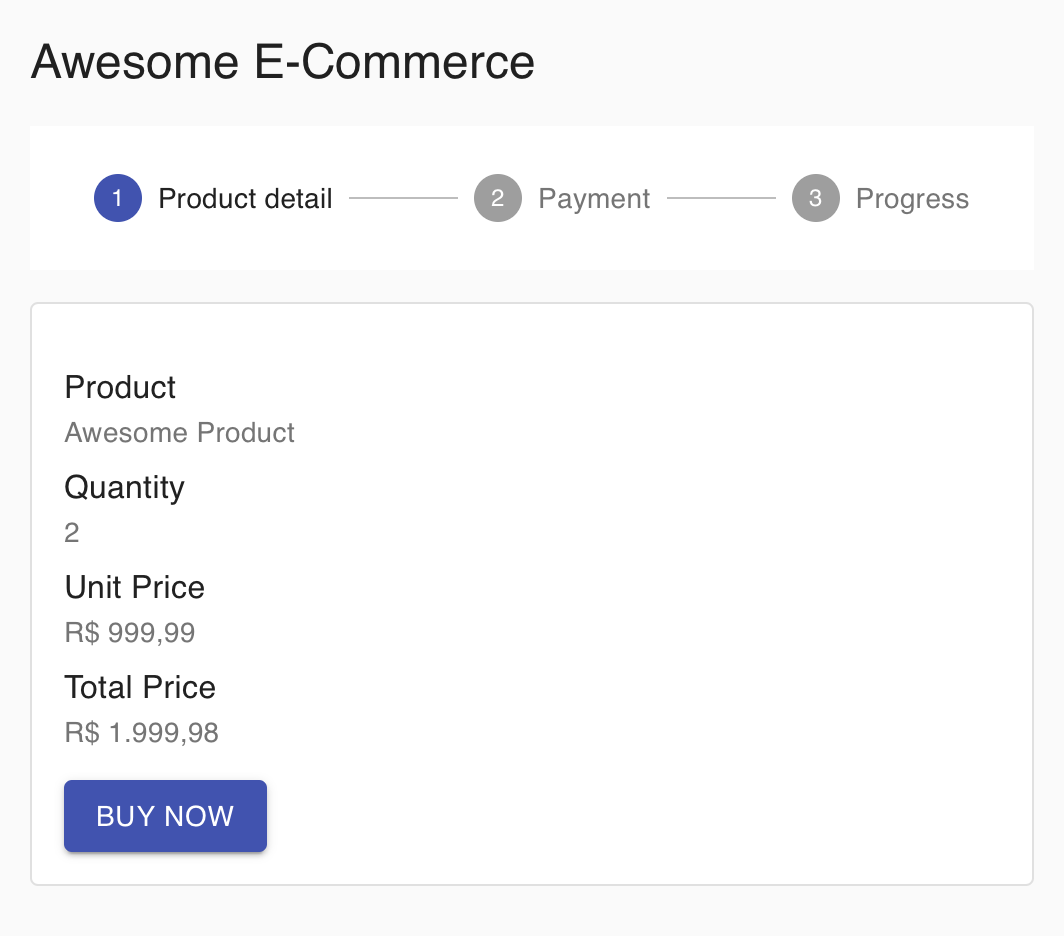 Awesome E-Commerce
1 Product detail 2 Payment 3 Progress
Product
Awesome Product
Quantity
2
Unit Price
R$ 999,99
Total Price
R$ 1.999,98
BUY NOW